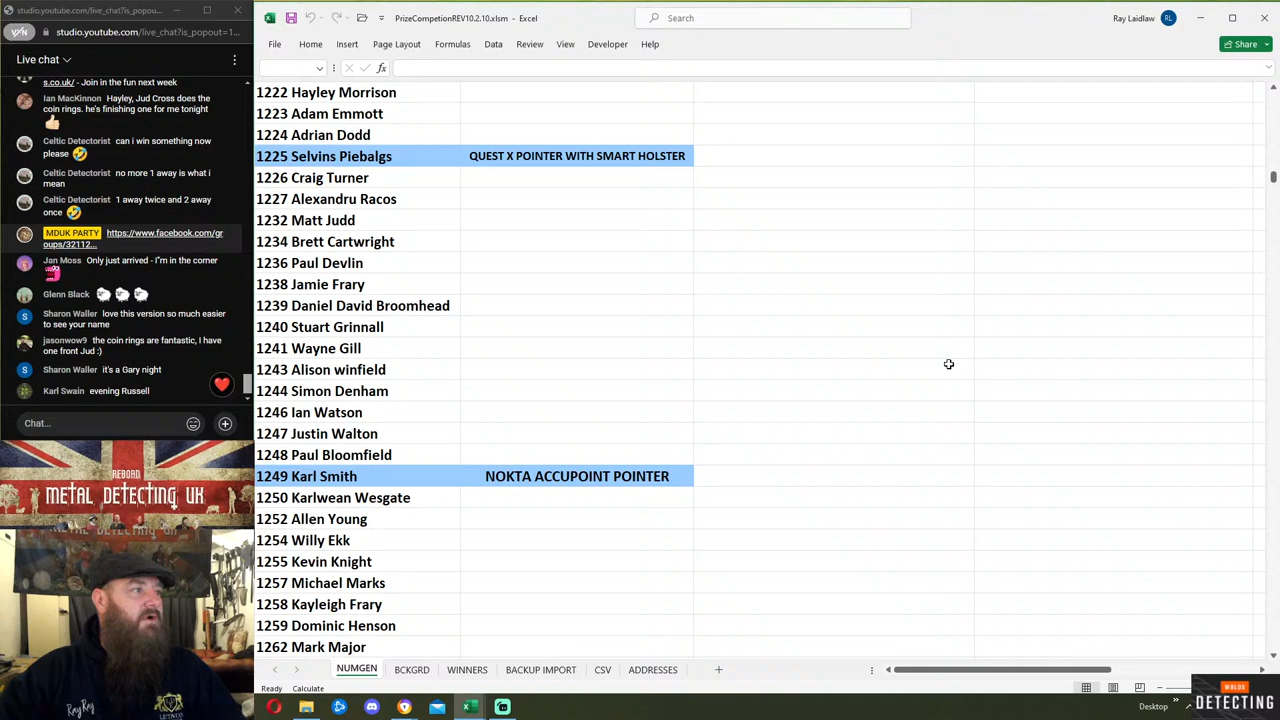 studio.youtube.com/live_chat?is_popout=1...
studio.youtube.com/live_chat?is_popout=1...
Live chat
s.co.uk/ - Join in the fun next week
Ian MacKinnon Hayley, Jud Cross does the
coin rings. he's finishing one for me tonight
👍
Celtic Detectorist can i win something now
please 🤣
Celtic Detectorist no more 1 away is what i
mean
Celtic Detectorist 1 away twice and 2 away
once 🤣
MDUK PARTY https://www.facebook.com/gr
oups/32112...
Jan Moss Only just arrived - I"m in the corner
Glenn Black 🐑 🐑 🐑
Sharon Waller love this version so much easier
to see your name
jasonwow9 the coin rings are fantastic, I have
one front Jud :)
Sharon Waller it's a Gary night
Karl Swain evening Russell
Chat...
REBORN
METAL DETECTING UK
PrizeCompetionREV10.2.10.xlsm - Excel
Search
Ray Laidlaw RL
File Home Insert Page Layout Formulas Data Review View Developer Help
Share
fx
1222 Hayley Morrison
1223 Adam Emmott
1224 Adrian Dodd
1225 Selvins Piebalgs QUEST X POINTER WITH SMART HOLSTER
1226 Craig Turner
1227 Alexandru Racos
1232 Matt Judd
1234 Brett Cartwright
1236 Paul Devlin
1238 Jamie Frary
1239 Daniel David Broomhead
1240 Stuart Grinnall
1241 Wayne Gill
1243 Alison winfield
1244 Simon Denham
1246 Ian Watson
1247 Justin Walton
1248 Paul Bloomfield
1249 Karl Smith NOKTA ACCUPOINT POINTER
1250 Karlwean Wesgate
1252 Allen Young
1254 Willy Ekk
1255 Kevin Knight
1257 Michael Marks
1258 Kayleigh Frary
1259 Dominic Henson
1262 Mark Major
NUMGEN BCKGRD WINNERS BACKUP IMPORT CSV ADDRESSES
Ready Calculate
Desktop
DETECTING